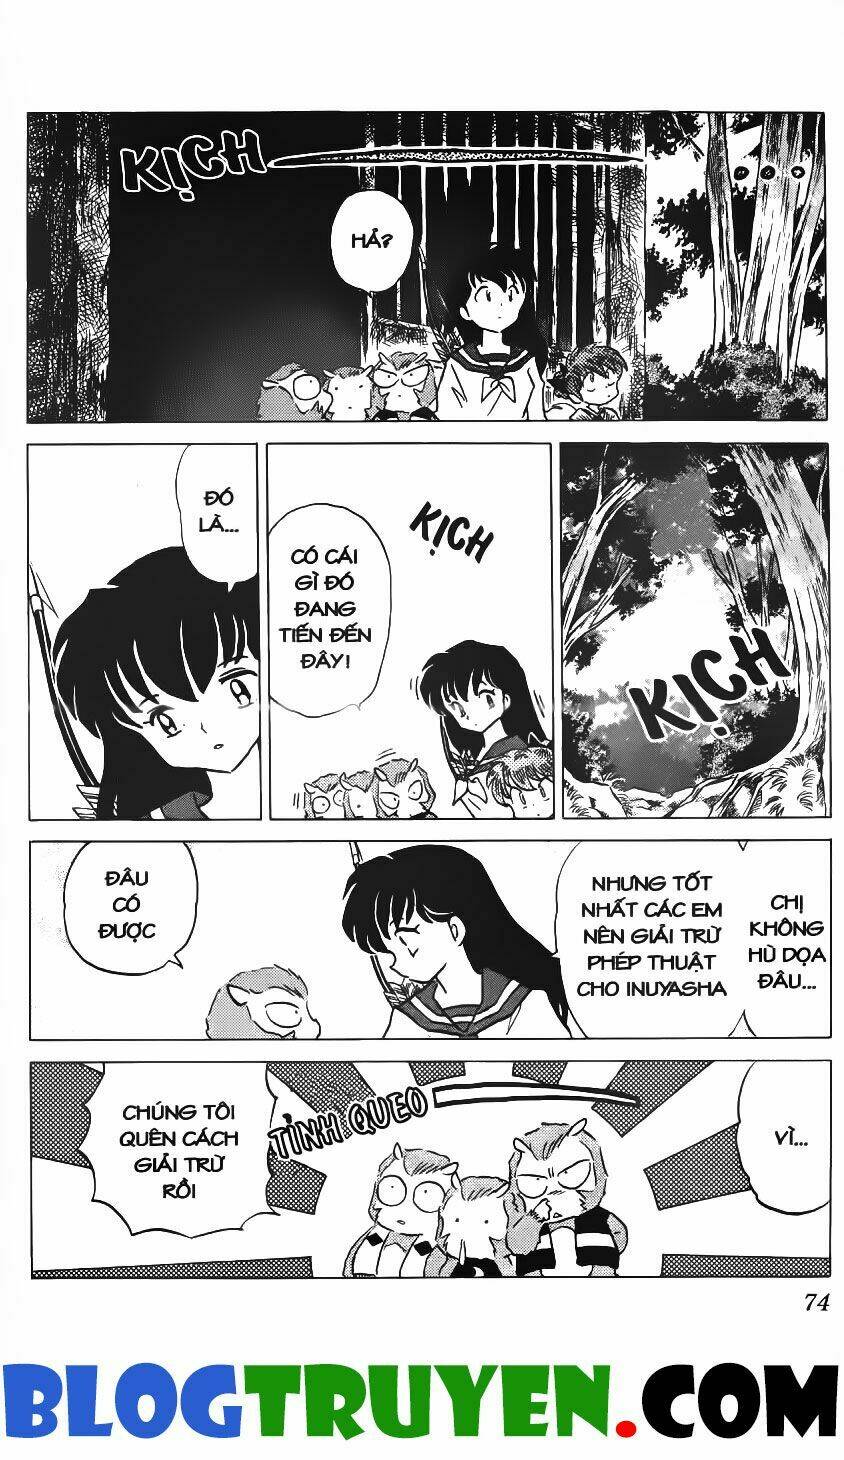 KỊCH
HẢ?
KỊCH
KỊCH
CÓ CÁI
GÌ ĐÓ
ĐANG
TIẾN ĐẾN
ĐÂY!
ĐÓ
LÀ...
CHỊ
KHÔNG
HÙ DỌA
ĐÂU...
NHƯNG TỐT
NHẤT CÁC EM
NÊN GIẢI TRỪ
PHÉP THUẬT
CHO INUYASHA
ĐÂU
CÓ
ĐƯỢC
VÌ...
TỈNH QUEO
CHÚNG TÔI
QUÊN CÁCH
GIẢI TRỪ
RỒI
74
BLOGTRUYEN.COM